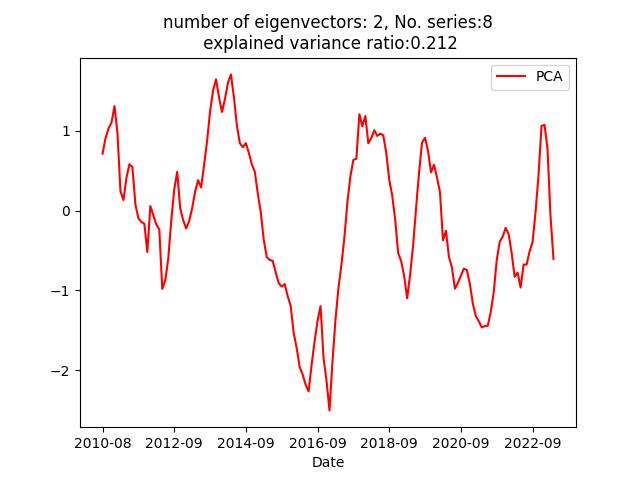 number of eigenvectors: 2, No. series:8
explained variance ratio:0.212
PCA
1
0
−1
−2
2010-08 2012-09 2014-09 2016-09 2018-09 2020-09 2022-09
Date